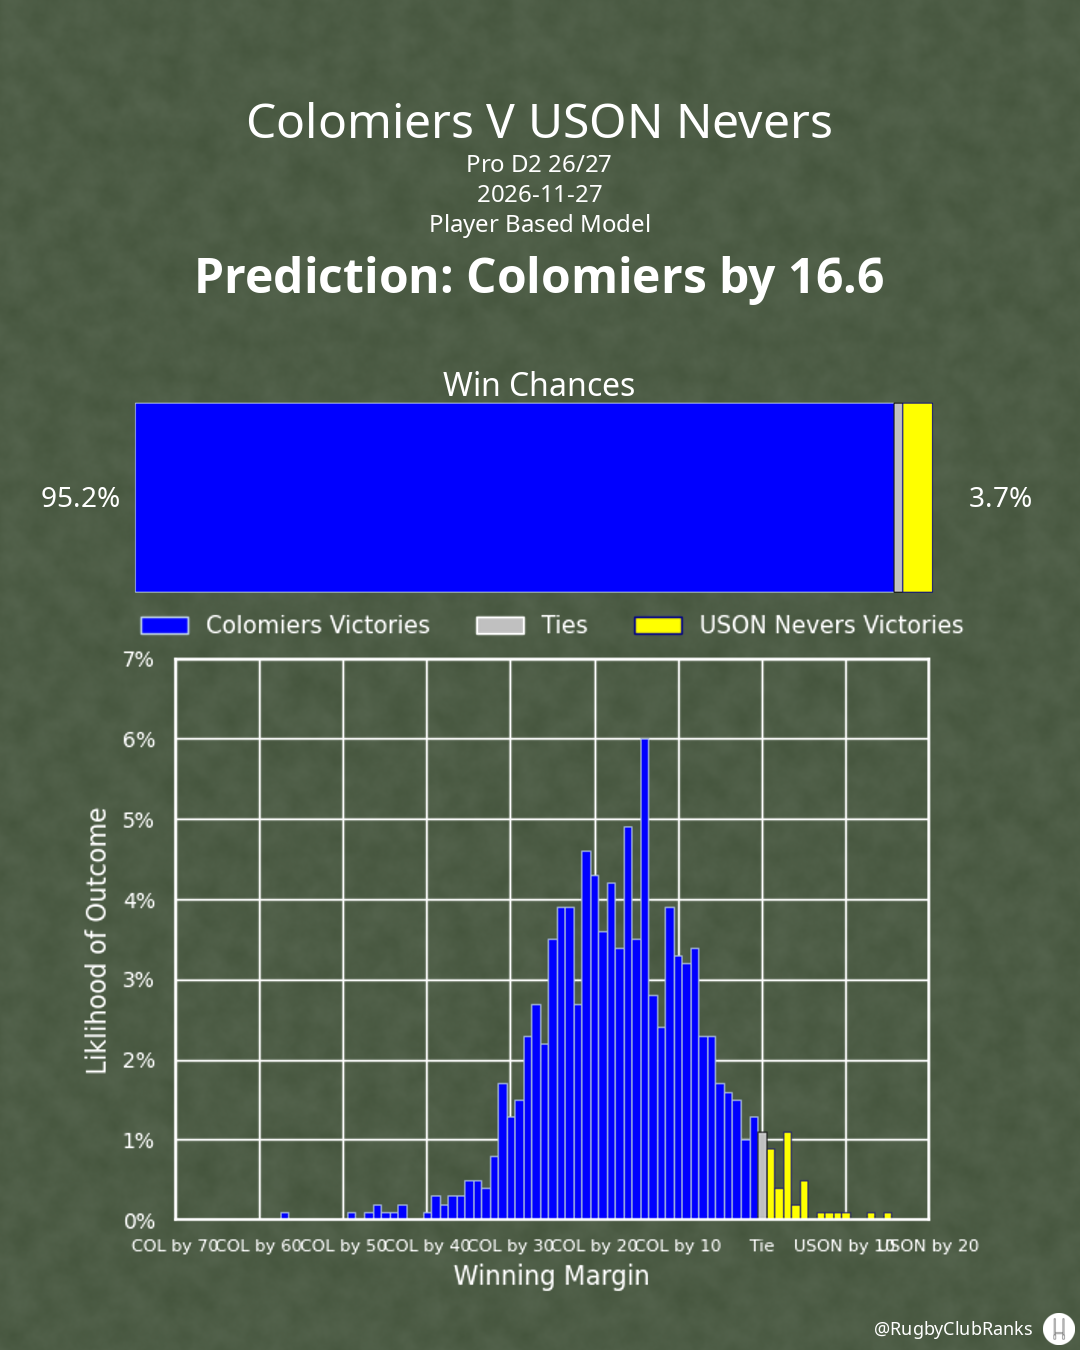 Colomiers V USON Nevers
Pro D2 26/27
2026-11-27
Player Based Model
Prediction: Colomiers by 16.6
Win Chances
95.2%
3.7%
Colomiers Victories
Ties
USON Nevers Victories
7%
6%
5%
4%
3%
2%
1%
0%
Liklihood of Outcome
COL by 70
COL by 60
COL by 50
COL by 40
COL by 30
COL by 20
COL by 10
Tie
USON by 10
USON by 20
Winning Margin
@RugbyClubRanks